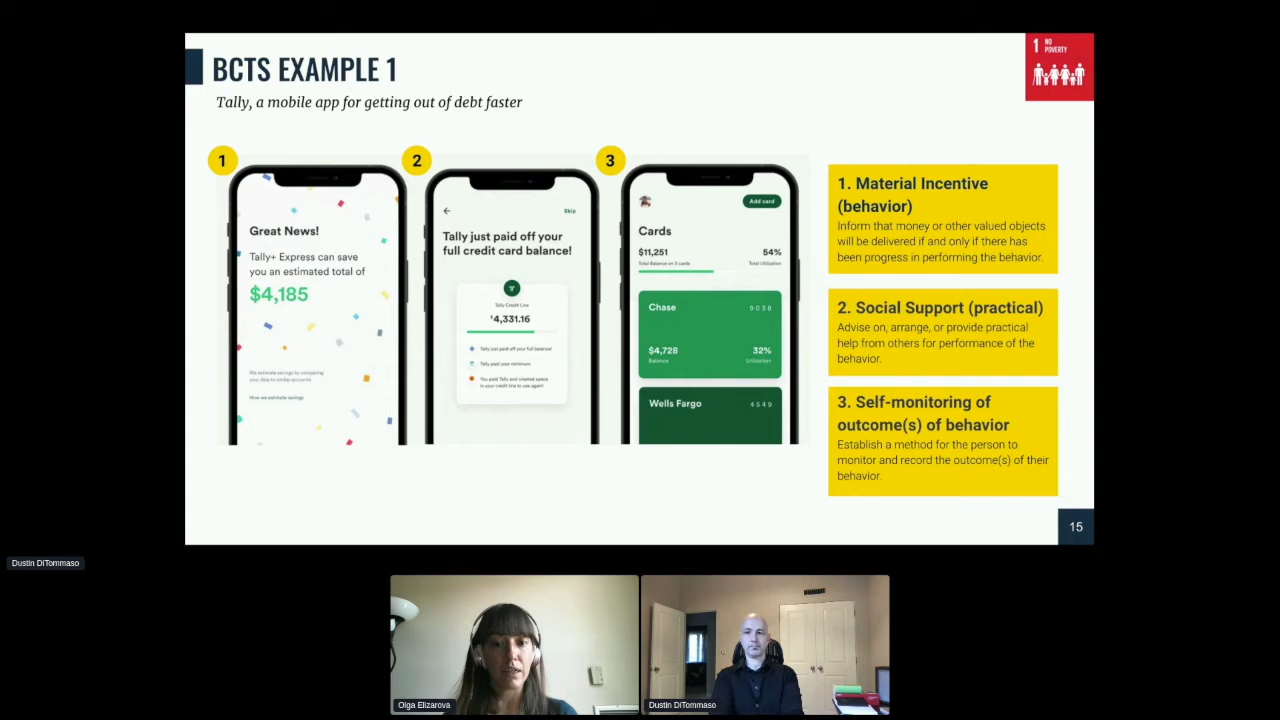 BCTS EXAMPLE 1
Tally, a mobile app for getting out of debt faster
1 NO
POVERTY
1
Great News!
Tally+ Express can save
you an estimated total of
$4,185
We estimate savings by comparing
your data to similar accounts.
How we estimate savings
2
Skip
Tally just paid off your
full credit card balance!
Tally Credit Line
$4,331.16
Tally just paid off your full balance!
Tally paid your minimum
You paid Tally and created space
in your credit line to use again!
3
Add card
Cards
$11,251 54%
Total Balance on 3 cards Total Utilization
Chase 9 0 3 8
$4,728 32%
Balance Utilization
Wells Fargo 4 5 4 9
1. Material Incentive
(behavior)
Inform that money or other valued objects
will be delivered if and only if there has
been progress in performing the behavior.
2. Social Support (practical)
Advise on, arrange, or provide practical
help from others for performance of the
behavior.
3. Self-monitoring of
outcome(s) of behavior
Establish a method for the person to
monitor and record the outcome(s) of their
behavior.
15
Dustin DiTommaso
Olga Elizarova
Dustin DiTommaso